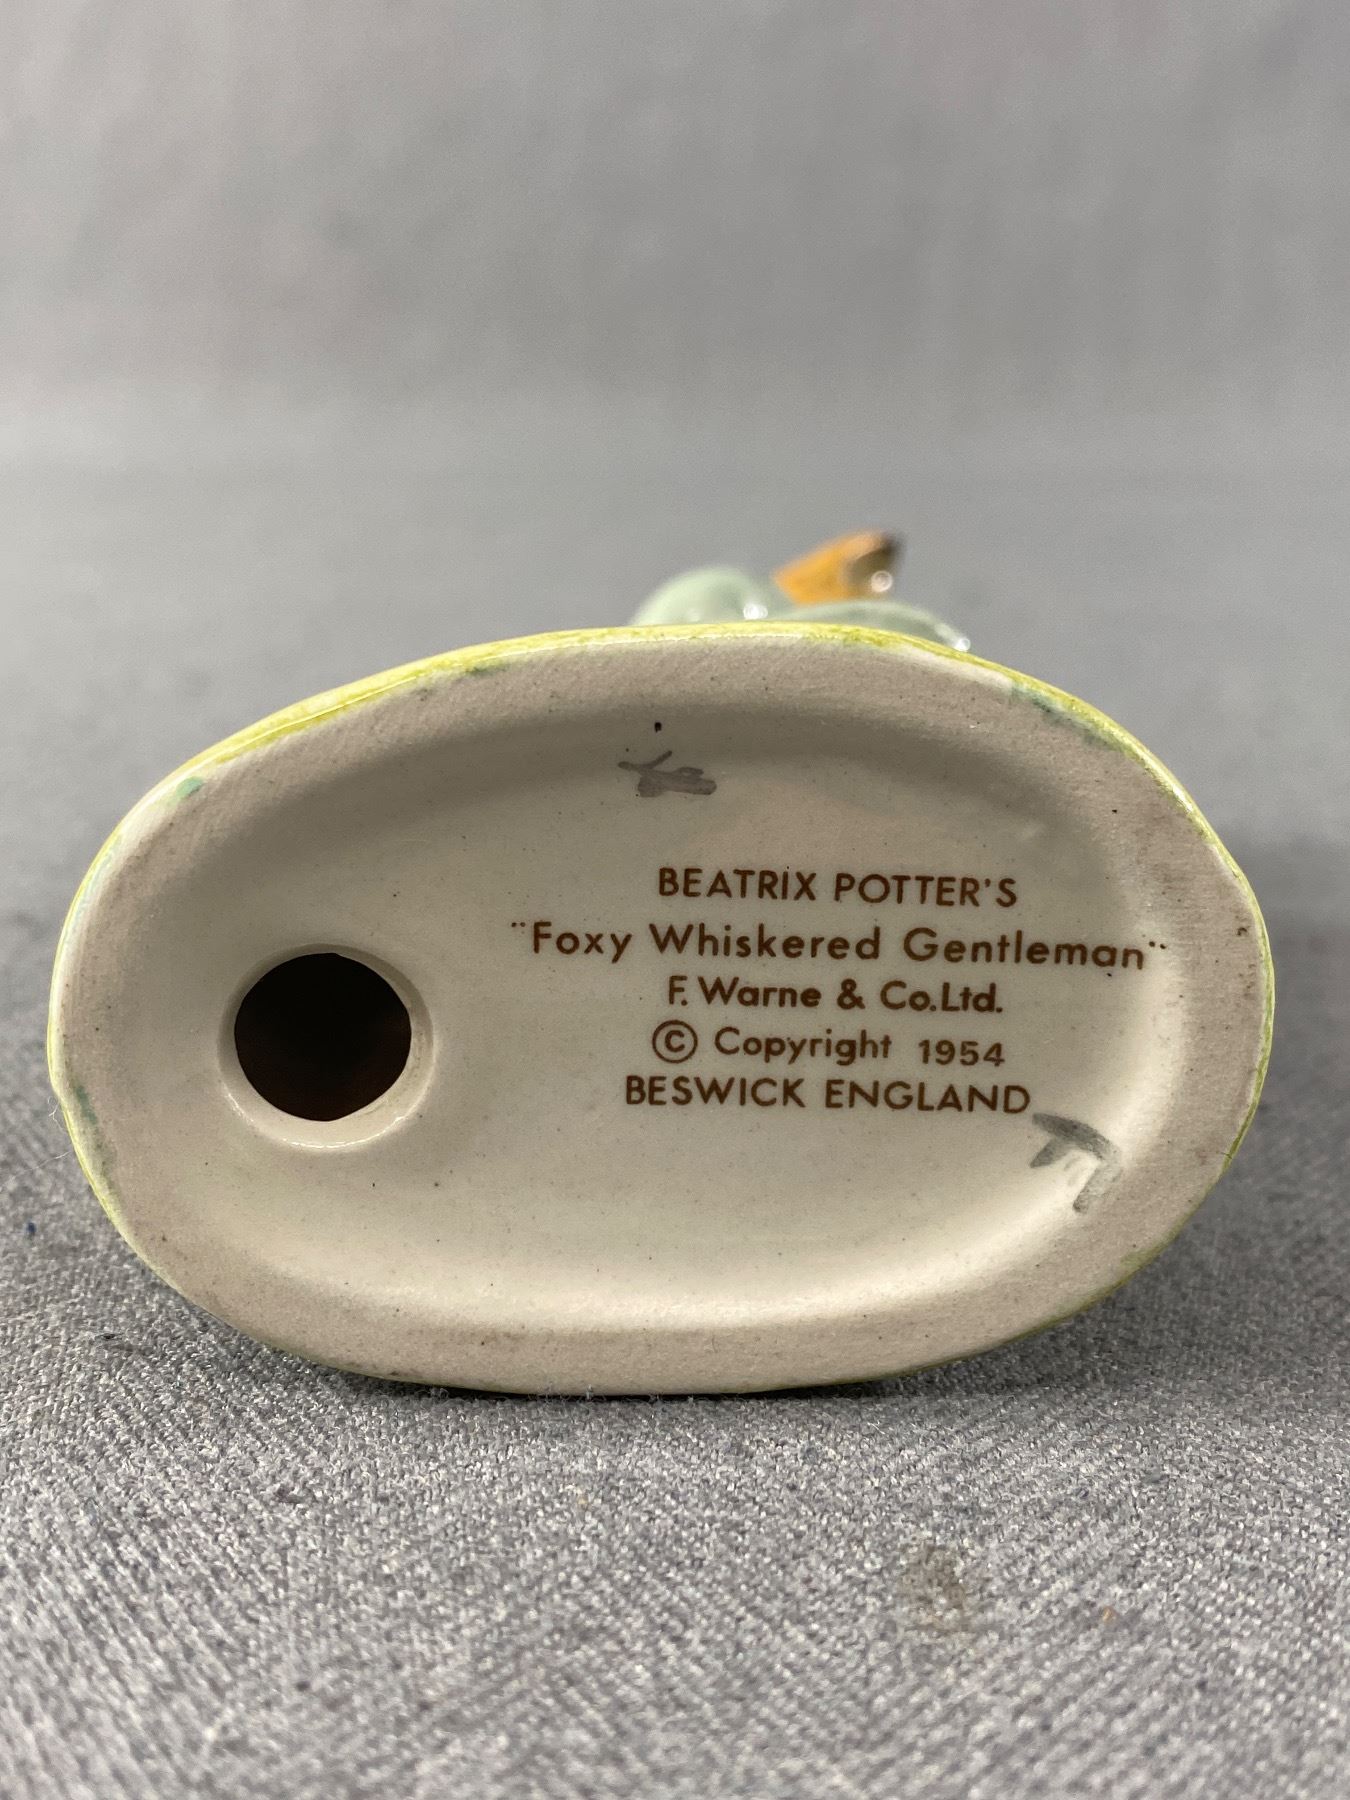 BEATRIX POTTER'S
"Foxy Whiskered Gentleman"
F. Warne & Co.Ltd.
© Copyright 1954
BESWICK ENGLAND